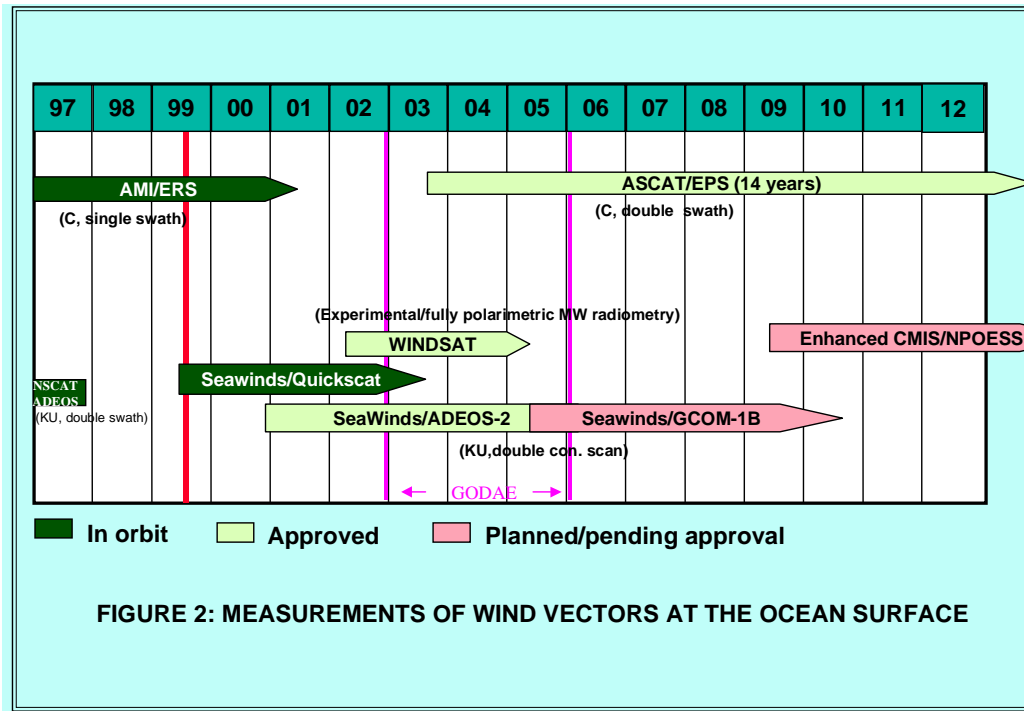 97 98 99 00 01 02 03 04 05 06 07 08 09 10 11 12
AMI/ERS
ASCAT/EPS (14 years)
(C, single swath)
(C, double swath)
(Experimental/fully polarimetric MW radiometry)
WINDSAT
Enhanced CMIS/NPOESS
Seawinds/Quickscat
NSCAT
ADEOS
(KU, double swath)
SeaWinds/ADEOS-2
Seawinds/GCOM-1B
(KU,double con. scan)
GODAE
In orbit
Approved
Planned/pending approval
FIGURE 2: MEASUREMENTS OF WIND VECTORS AT THE OCEAN SURFACE